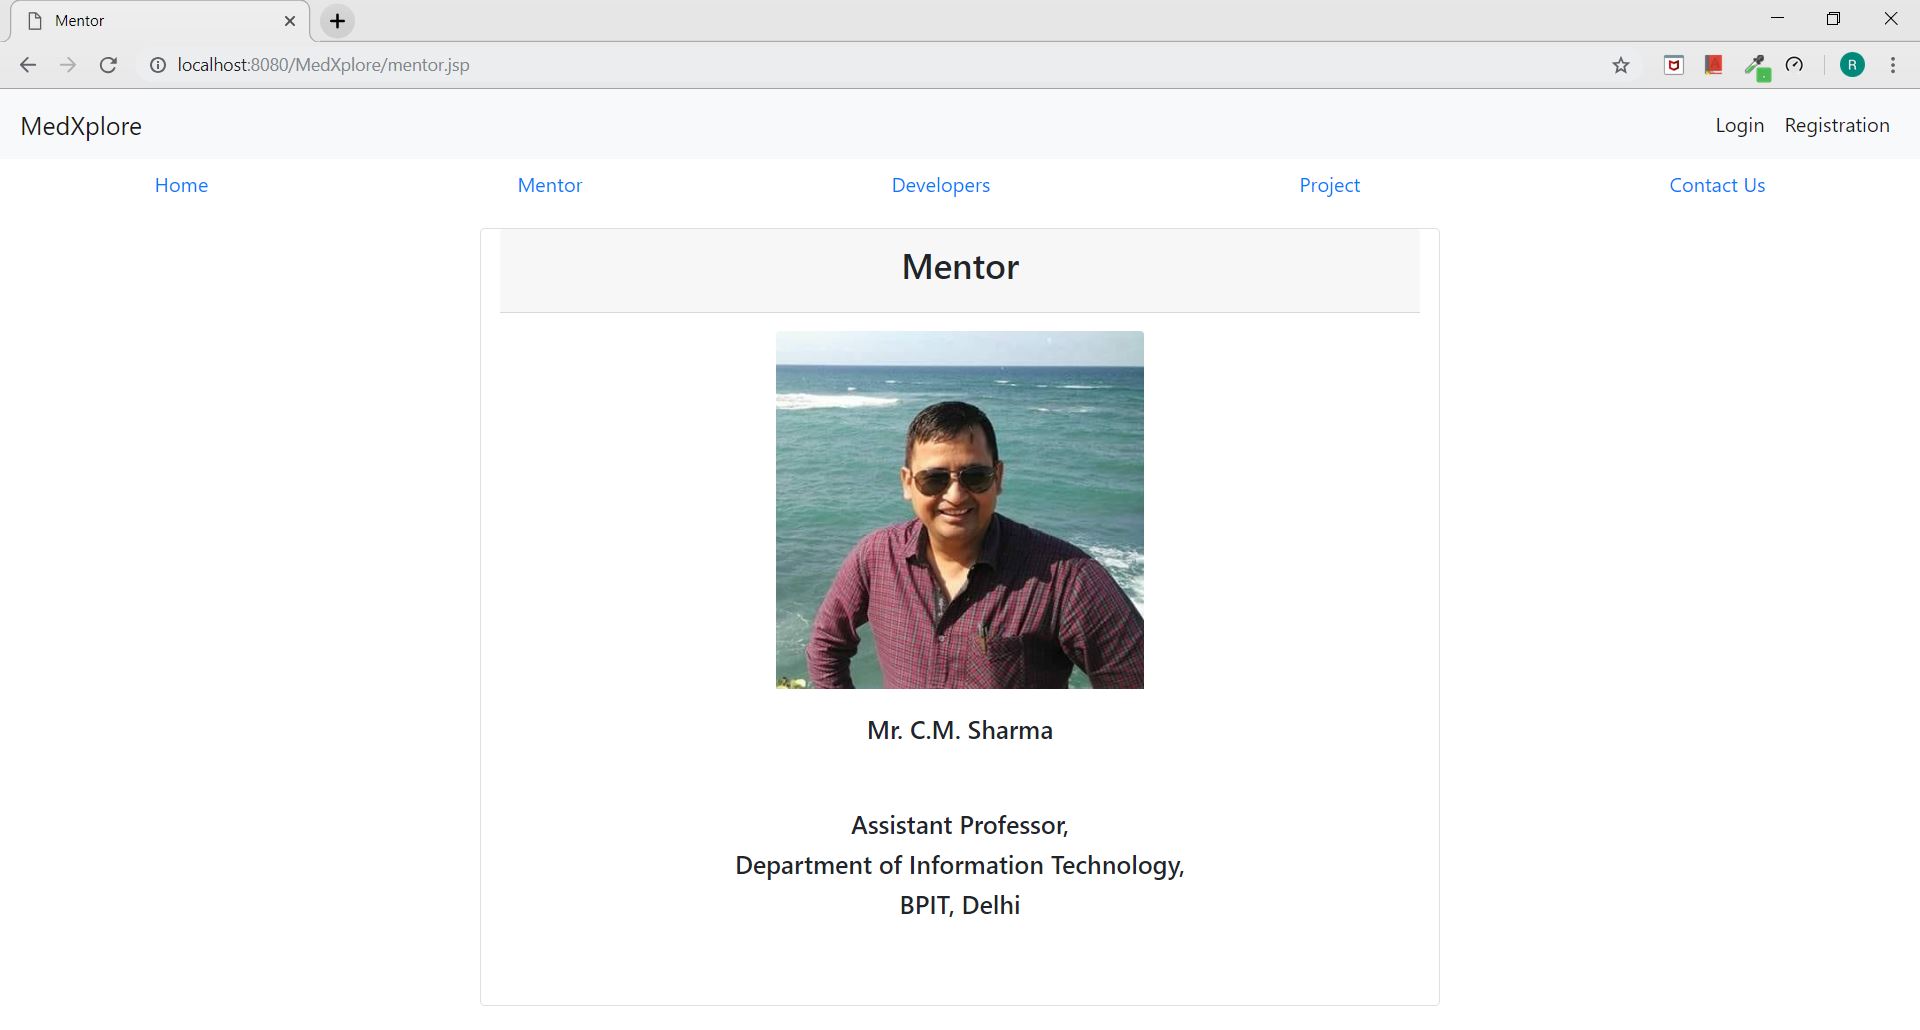 Mentor
localhost:8080/MedXplore/mentor.jsp
R
MedXplore
Login Registration
Home Mentor Developers Project Contact Us
Mentor
Mr. C.M. Sharma
Assistant Professor,
Department of Information Technology,
BPIT, Delhi